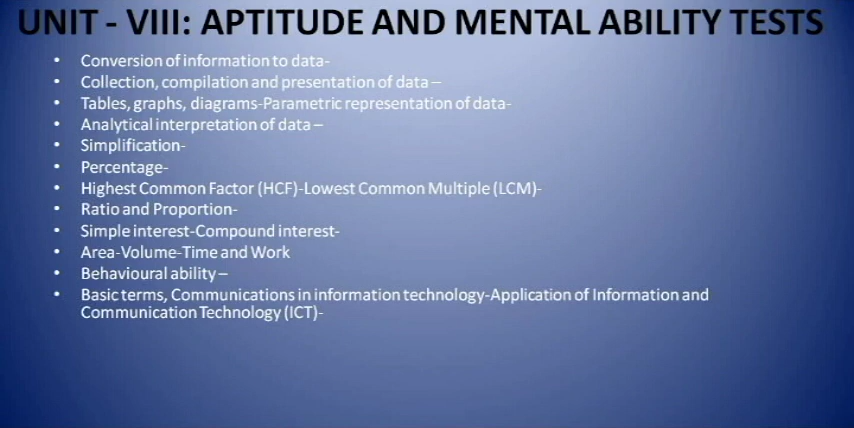 UNIT - VIII: APTITUDE AND MENTAL ABILITY TESTS
• Conversion of information to data-
• Collection, compilation and presentation of data –
• Tables, graphs, diagrams-Parametric representation of data-
• Analytical interpretation of data –
• Simplification-
• Percentage-
• Highest Common Factor (HCF)-Lowest Common Multiple (LCM)-
• Ratio and Proportion-
• Simple interest-Compound interest-
• Area-Volume-Time and Work
• Behavioural ability –
• Basic terms, Communications in information technology-Application of Information and
Communication Technology (ICT)-